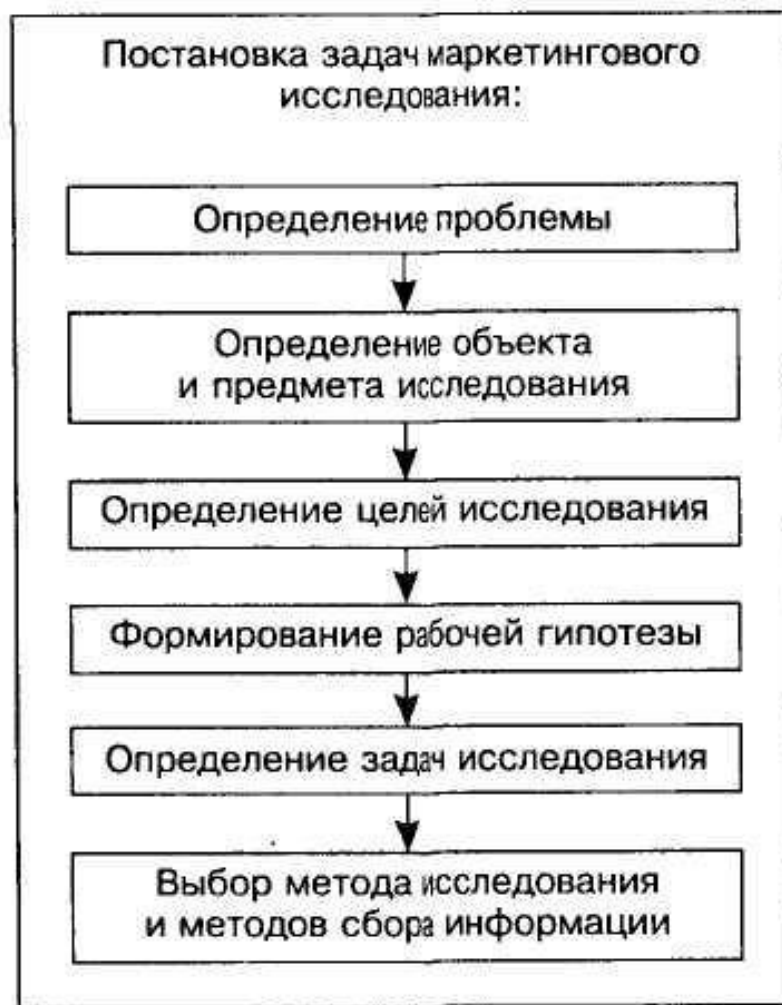 Постановка задач маркетингового
исследования:
Определение проблемы
Определение объекта
и предмета исследования
Определение целей исследования
Формирование рабочей гипотезы
Определение задач исследования
Выбор метода исследования
и методов сбора информации